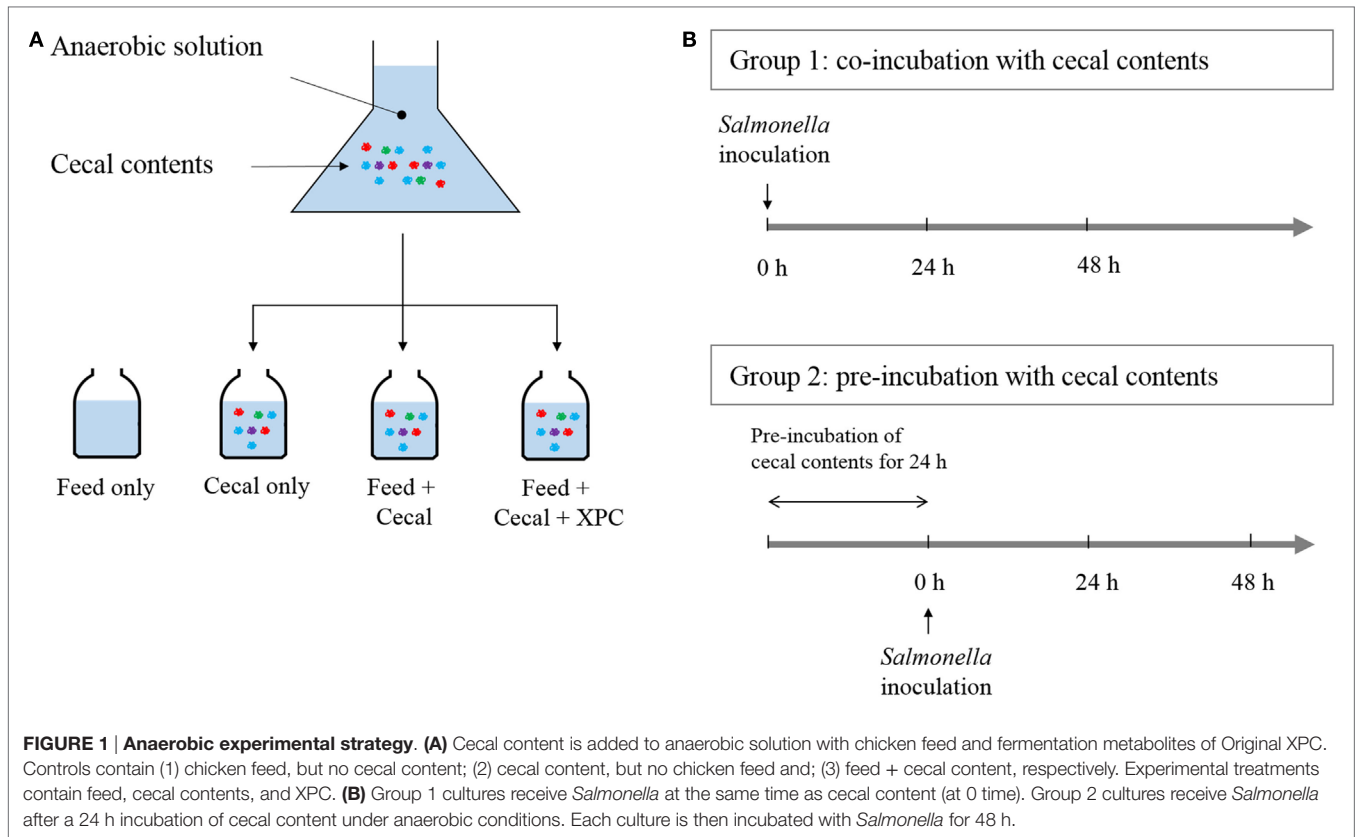 A
Anaerobic solution
Cecal contents
Feed only
Cecal only
Feed +
Cecal
Feed +
Cecal + XPC
B
Group 1: co-incubation with cecal contents
Salmonella
inoculation
0 h
24 h
48 h
Group 2: pre-incubation with cecal contents
Pre-incubation of
cecal contents for 24 h
0 h
24 h
48 h
Salmonella
inoculation
FIGURE 1 | Anaerobic experimental strategy. (A) Cecal content is added to anaerobic solution with chicken feed and fermentation metabolites of Original XPC.
Controls contain (1) chicken feed, but no cecal content; (2) cecal content, but no chicken feed and; (3) feed + cecal content, respectively. Experimental treatments
contain feed, cecal contents, and XPC. (B) Group 1 cultures receive Salmonella at the same time as cecal content (at 0 time). Group 2 cultures receive Salmonella
after a 24 h incubation of cecal content under anaerobic conditions. Each culture is then incubated with Salmonella for 48 h.